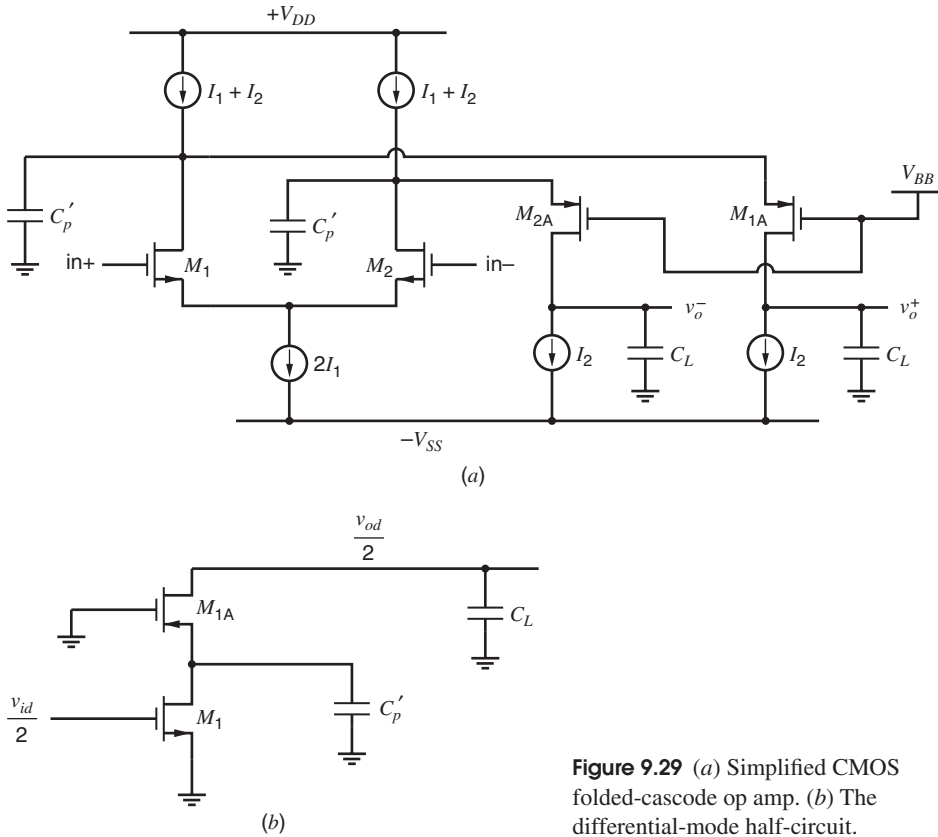 +V_DD
I_1 + I_2
I_1 + I_2
V_BB
C_p′
C_p′
M_2A
M_1A
in+
M_1
M_2
in−
v_o^−
v_o^+
2I_1
I_2
C_L
I_2
C_L
−V_SS
(a)
v_od/2
M_1A
C_L
v_id/2
M_1
C_p′
(b)
Figure 9.29 (a) Simplified CMOS
folded-cascode op amp. (b) The
differential-mode half-circuit.